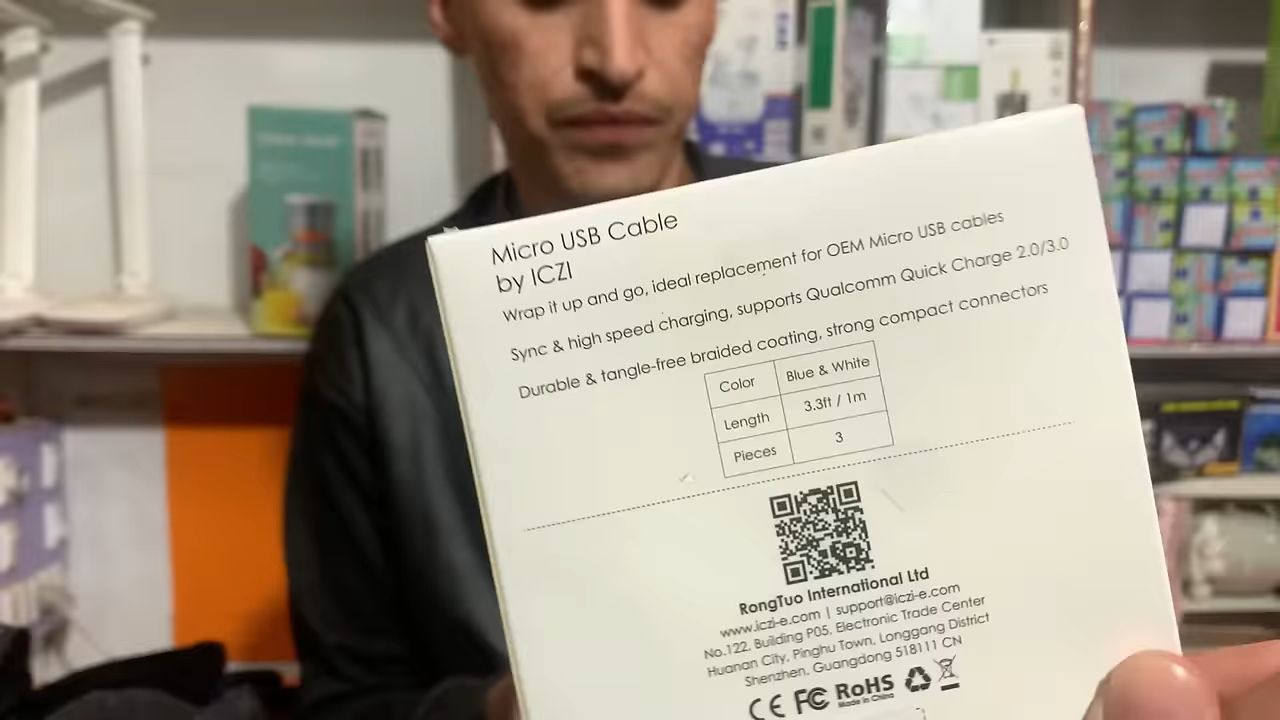 Micro USB Cable
by ICZI
Wrap it up and go, ideal replacement for OEM Micro USB cables
Sync & high speed charging, supports Qualcomm Quick Charge 2.0/3.0
Durable & tangle-free braided coating, strong compact connectors
Color Blue & White
Length 3.3ft / 1m
Pieces 3
RongTuo International Ltd
www.iczi-e.com | support@iczi-e.com
No.122, Building P05, Electronic Trade Center
Huanan City, Pinghu Town, Longgang District
Shenzhen, Guangdong 518111 CN
CE FC RoHS
Made in China